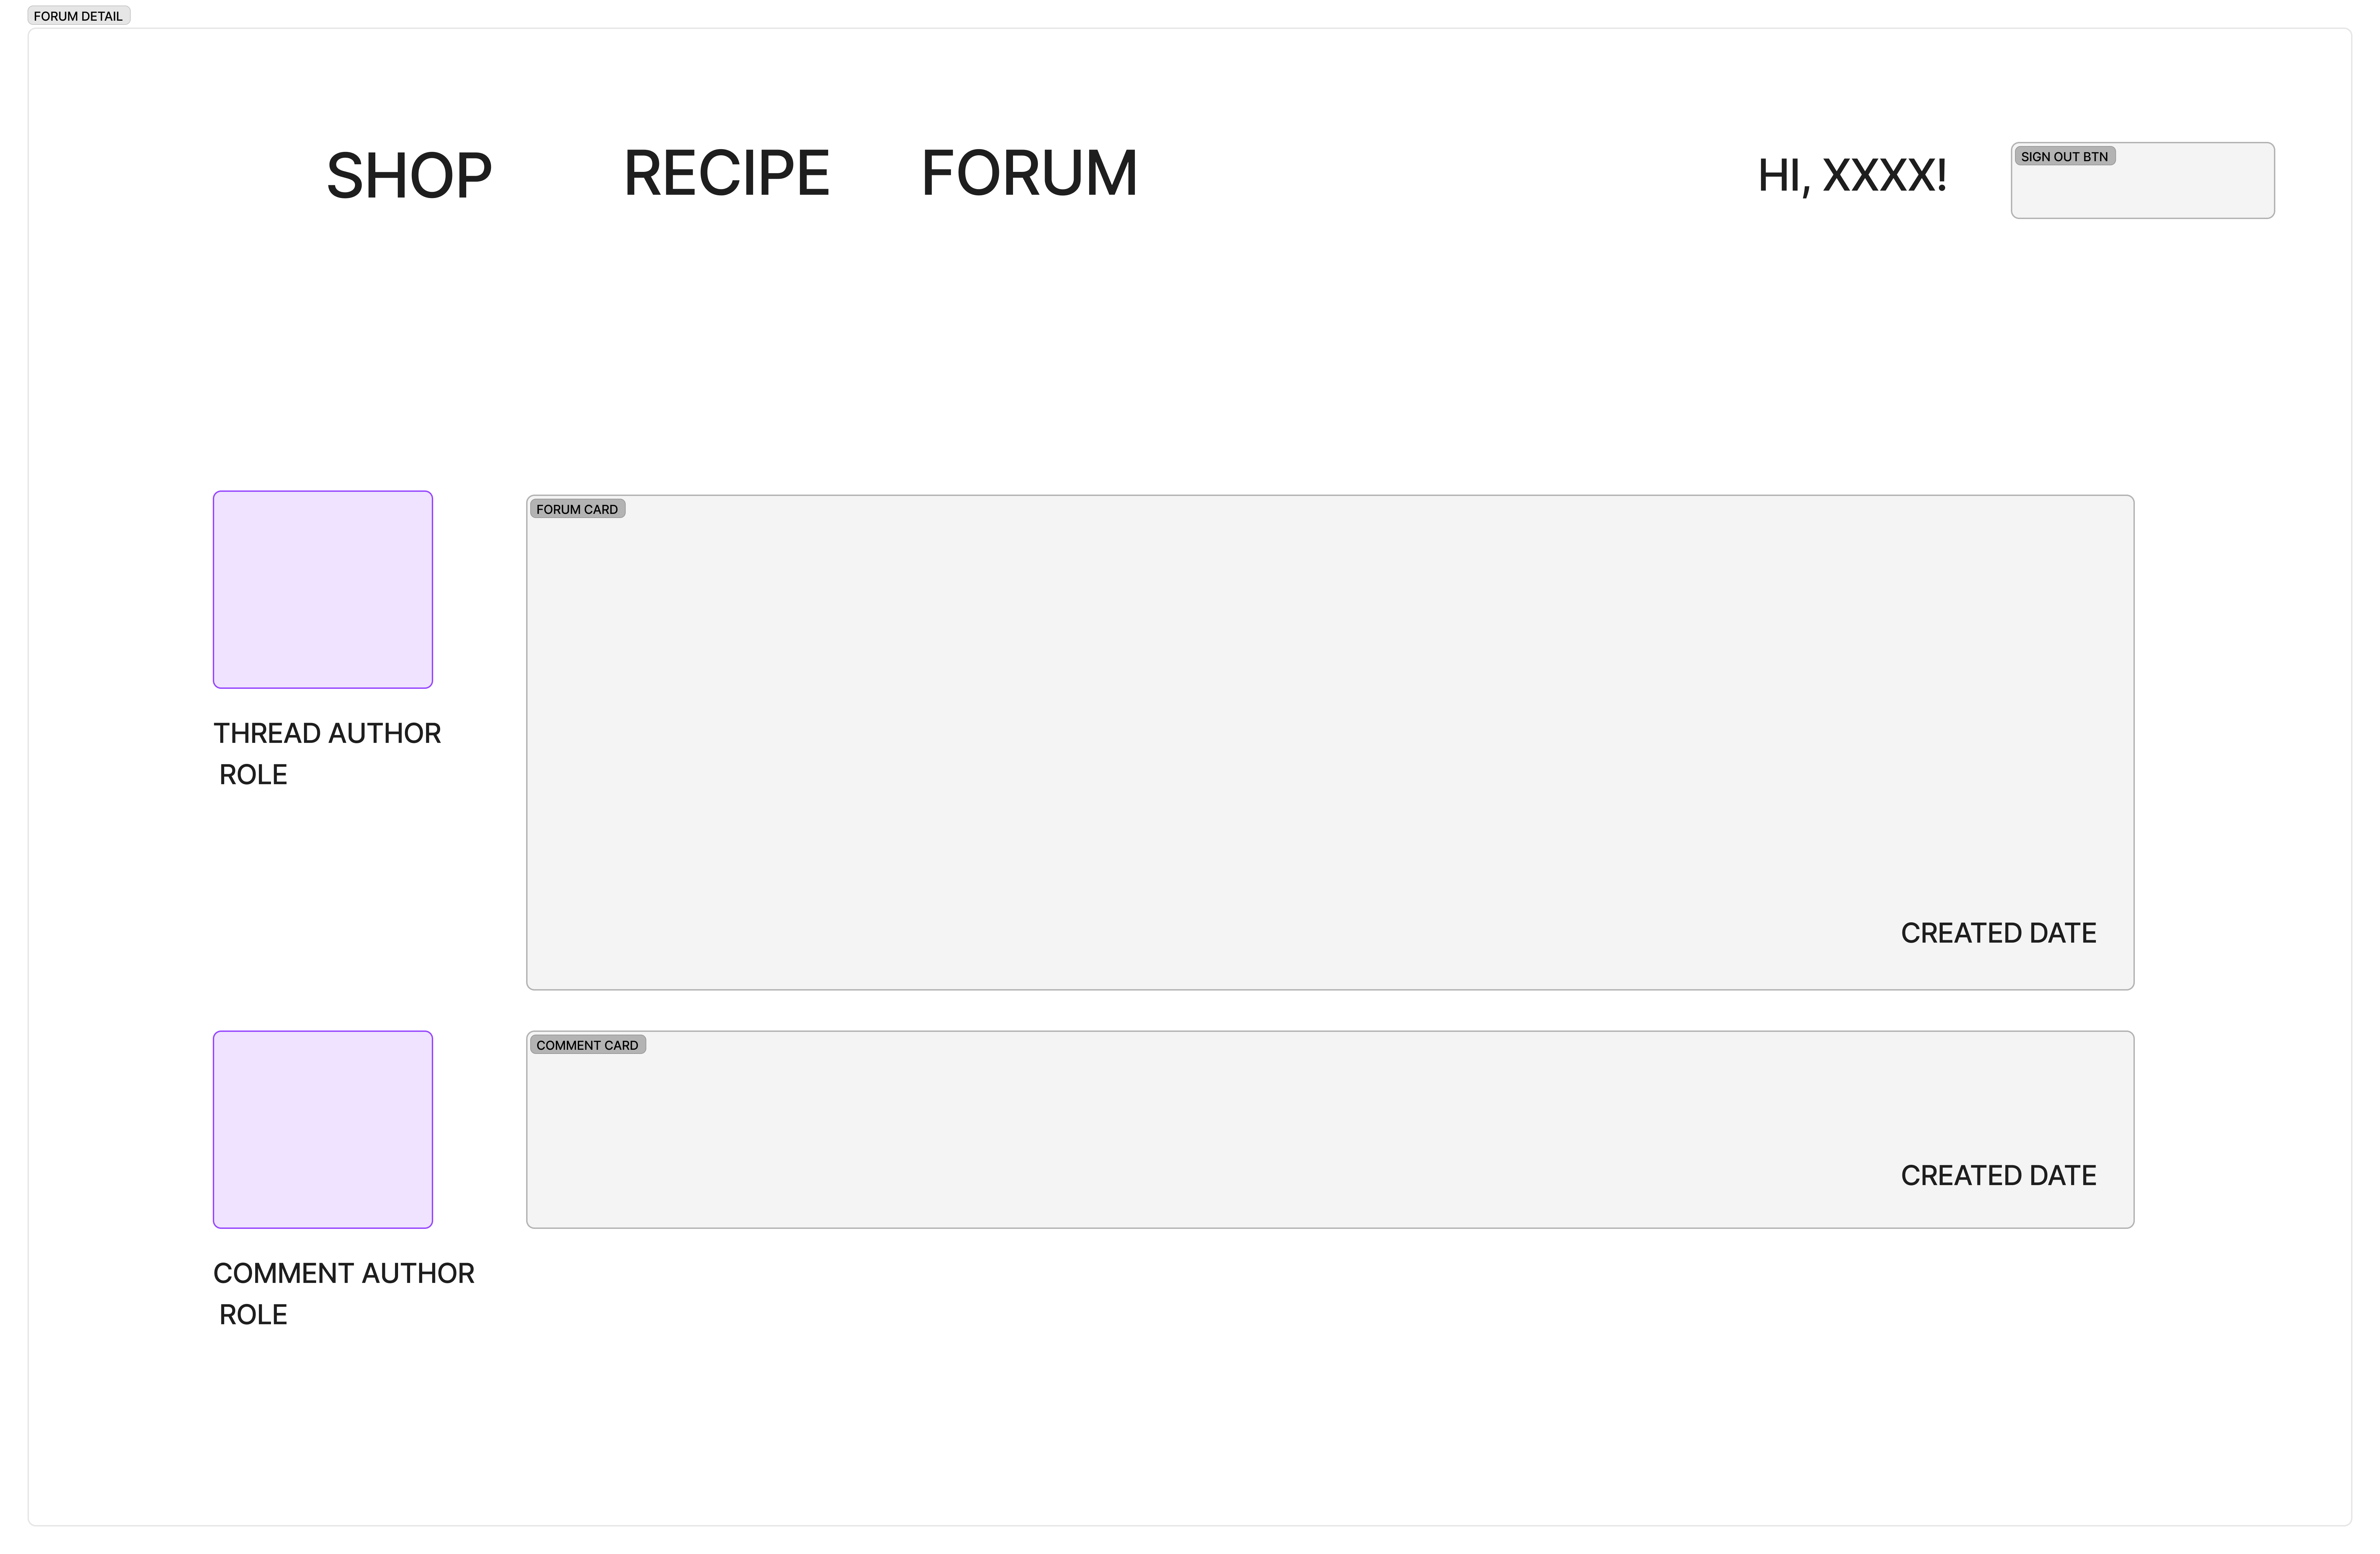 FORUM DETAIL
SHOP RECIPE FORUM HI, XXXX! SIGN OUT BTN
FORUM CARD
THREAD AUTHOR
ROLE
CREATED DATE
COMMENT CARD
CREATED DATE
COMMENT AUTHOR
ROLE